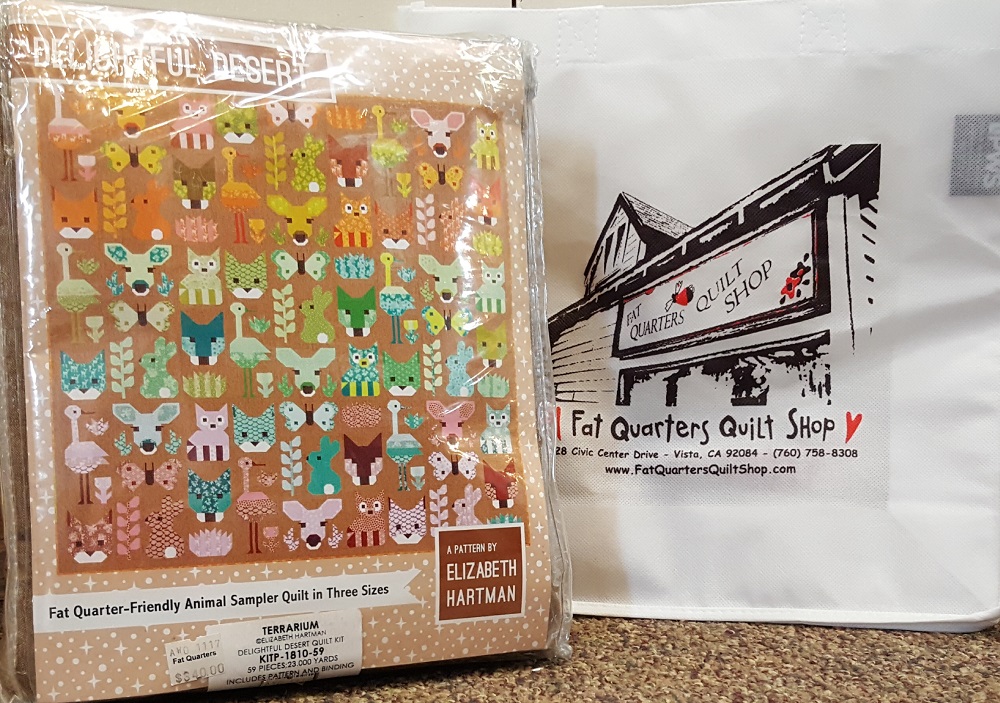 DELIGHTFUL DESERT
A PATTERN BY
ELIZABETH
HARTMAN
Fat Quarter-Friendly Animal Sampler Quilt in Three Sizes
TERRARIUM
©ELIZABETH HARTMAN
DELIGHTFUL DESERT QUILT KIT
KITP-1810-59
59 PIECES:23.000 YARDS
INCLUDES PATTERN AND BINDING
1117
Fat Quarters
FAT
QUARTERS
QUILT
SHOP
Fat Quarters Quilt Shop
28 Civic Center Drive - Vista, CA 92084 - (760) 758-8308
www.FatQuartersQuiltShop.com